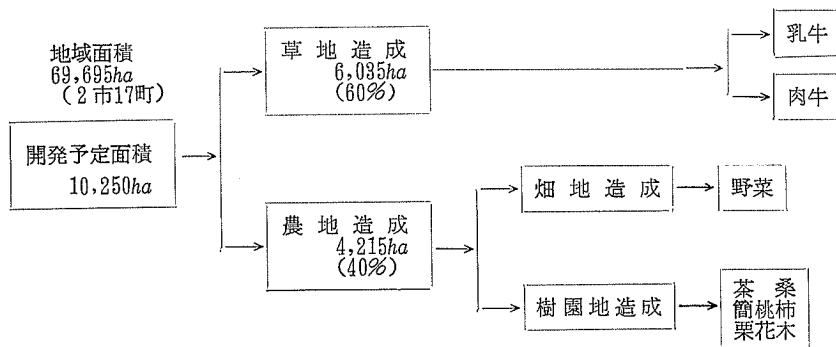 地域面積
69,695ha
(2市17町)
開発予定面積
10,250ha
草地造成
6,035ha
(60%)
乳牛
肉牛
農地造成
4,215ha
(40%)
畑地造成
野菜
樹園地造成
茶桑
簡桃柿
栗花木